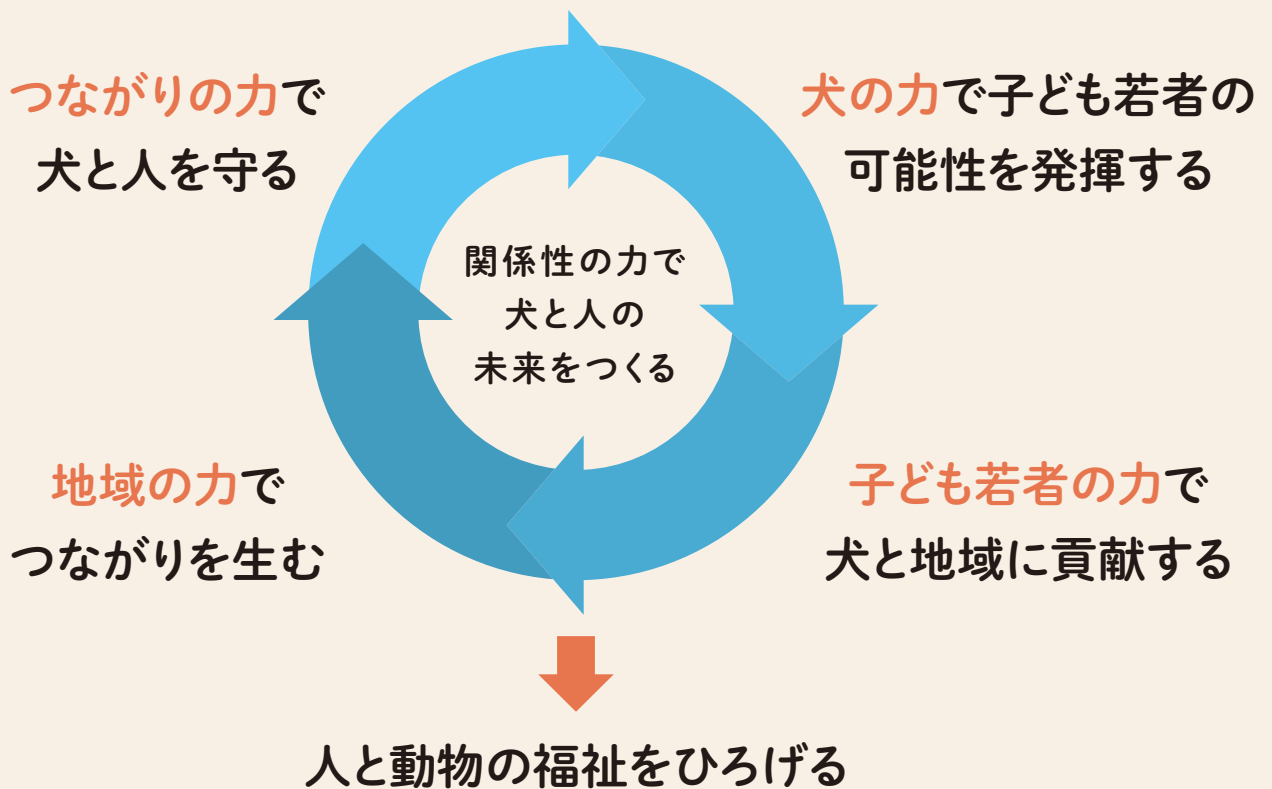 つながりの力で
犬と人を守る
犬の力で子ども若者の
可能性を発揮する
関係性の力で
犬と人の
未来をつくる
地域の力で
つながりを生む
子ども若者の力で
犬と地域に貢献する
人と動物の福祉をひろげる